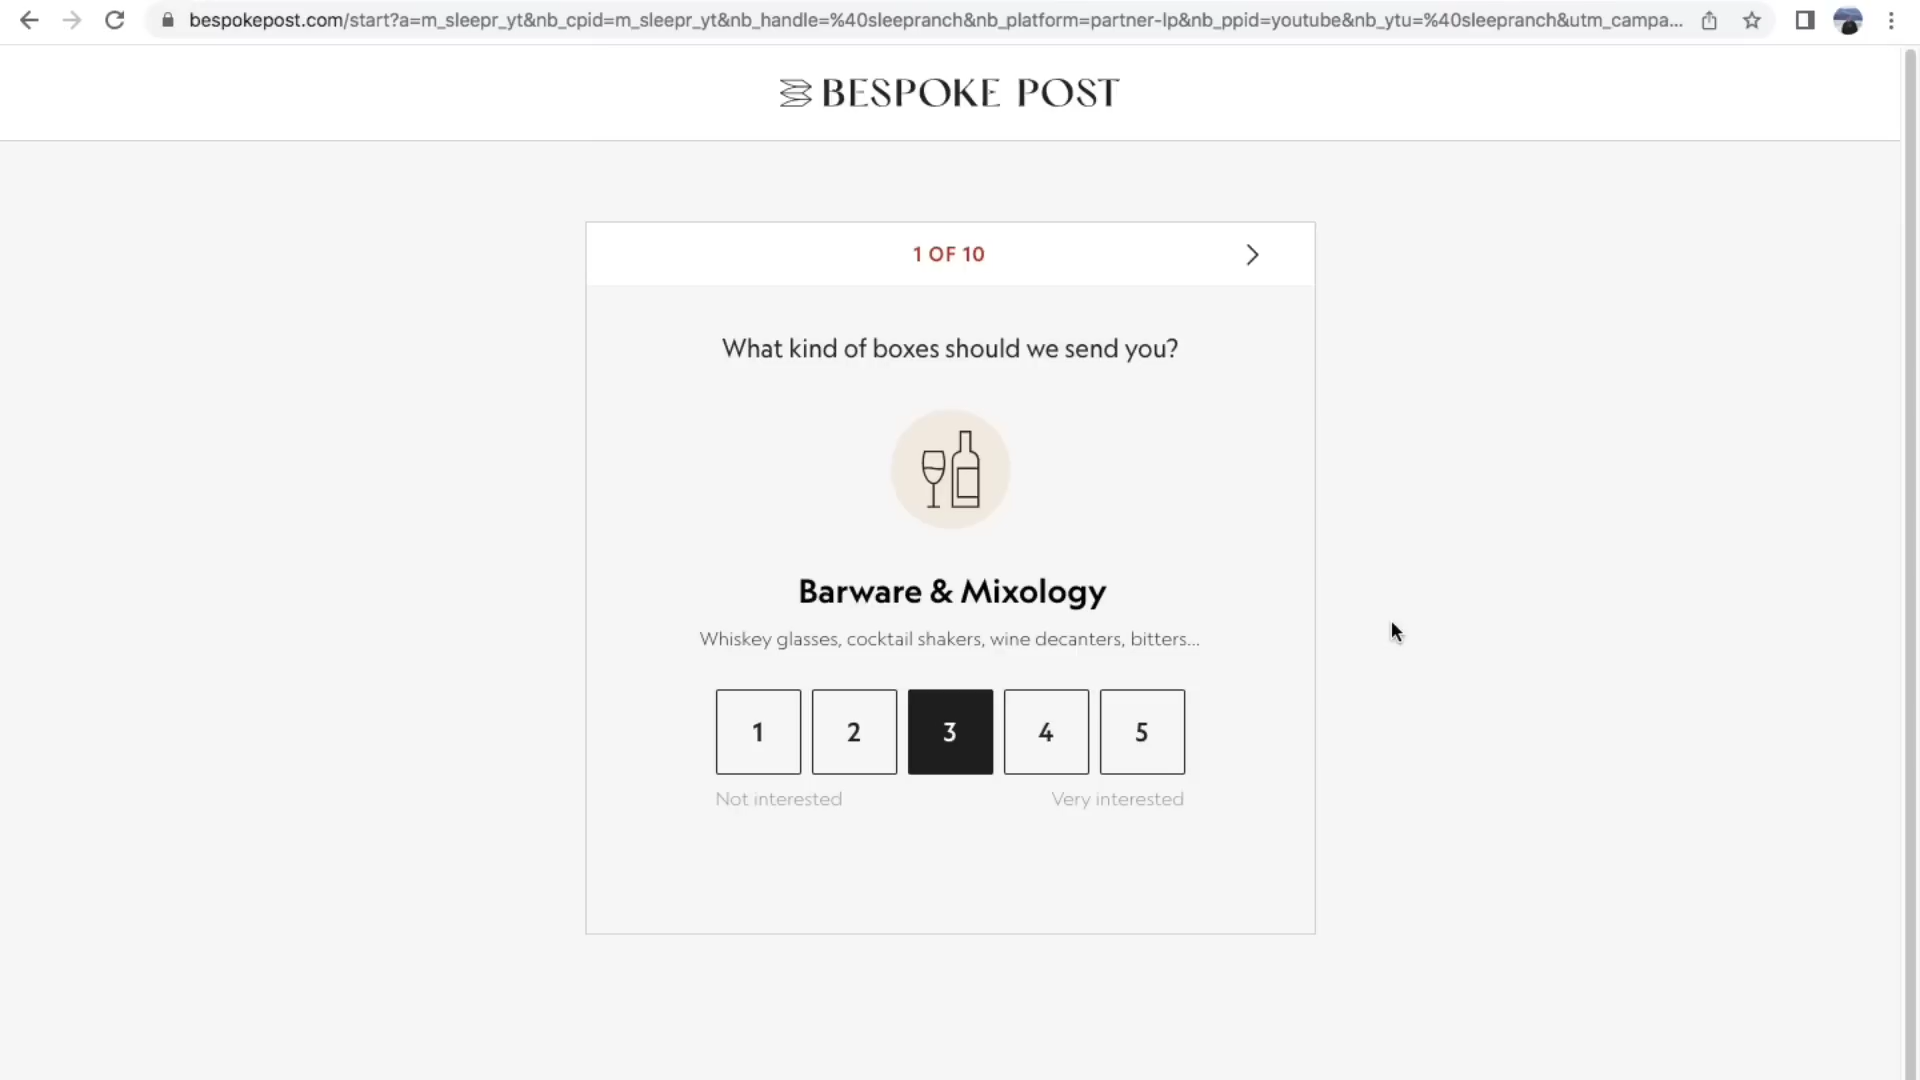 bespokepost.com/start?a=m_sleepr_yt&nb_cpid=m_sleepr_yt&nb_handle=%40sleepranch&nb_platform=partner-lp&nb_ppid=youtube&nb_ytu=%40sleepranch&utm_campa...
BESPOKE POST
1 OF 10
What kind of boxes should we send you?
Barware & Mixology
Whiskey glasses, cocktail shakers, wine decanters, bitters...
1 2 3 4 5
Not interested Very interested